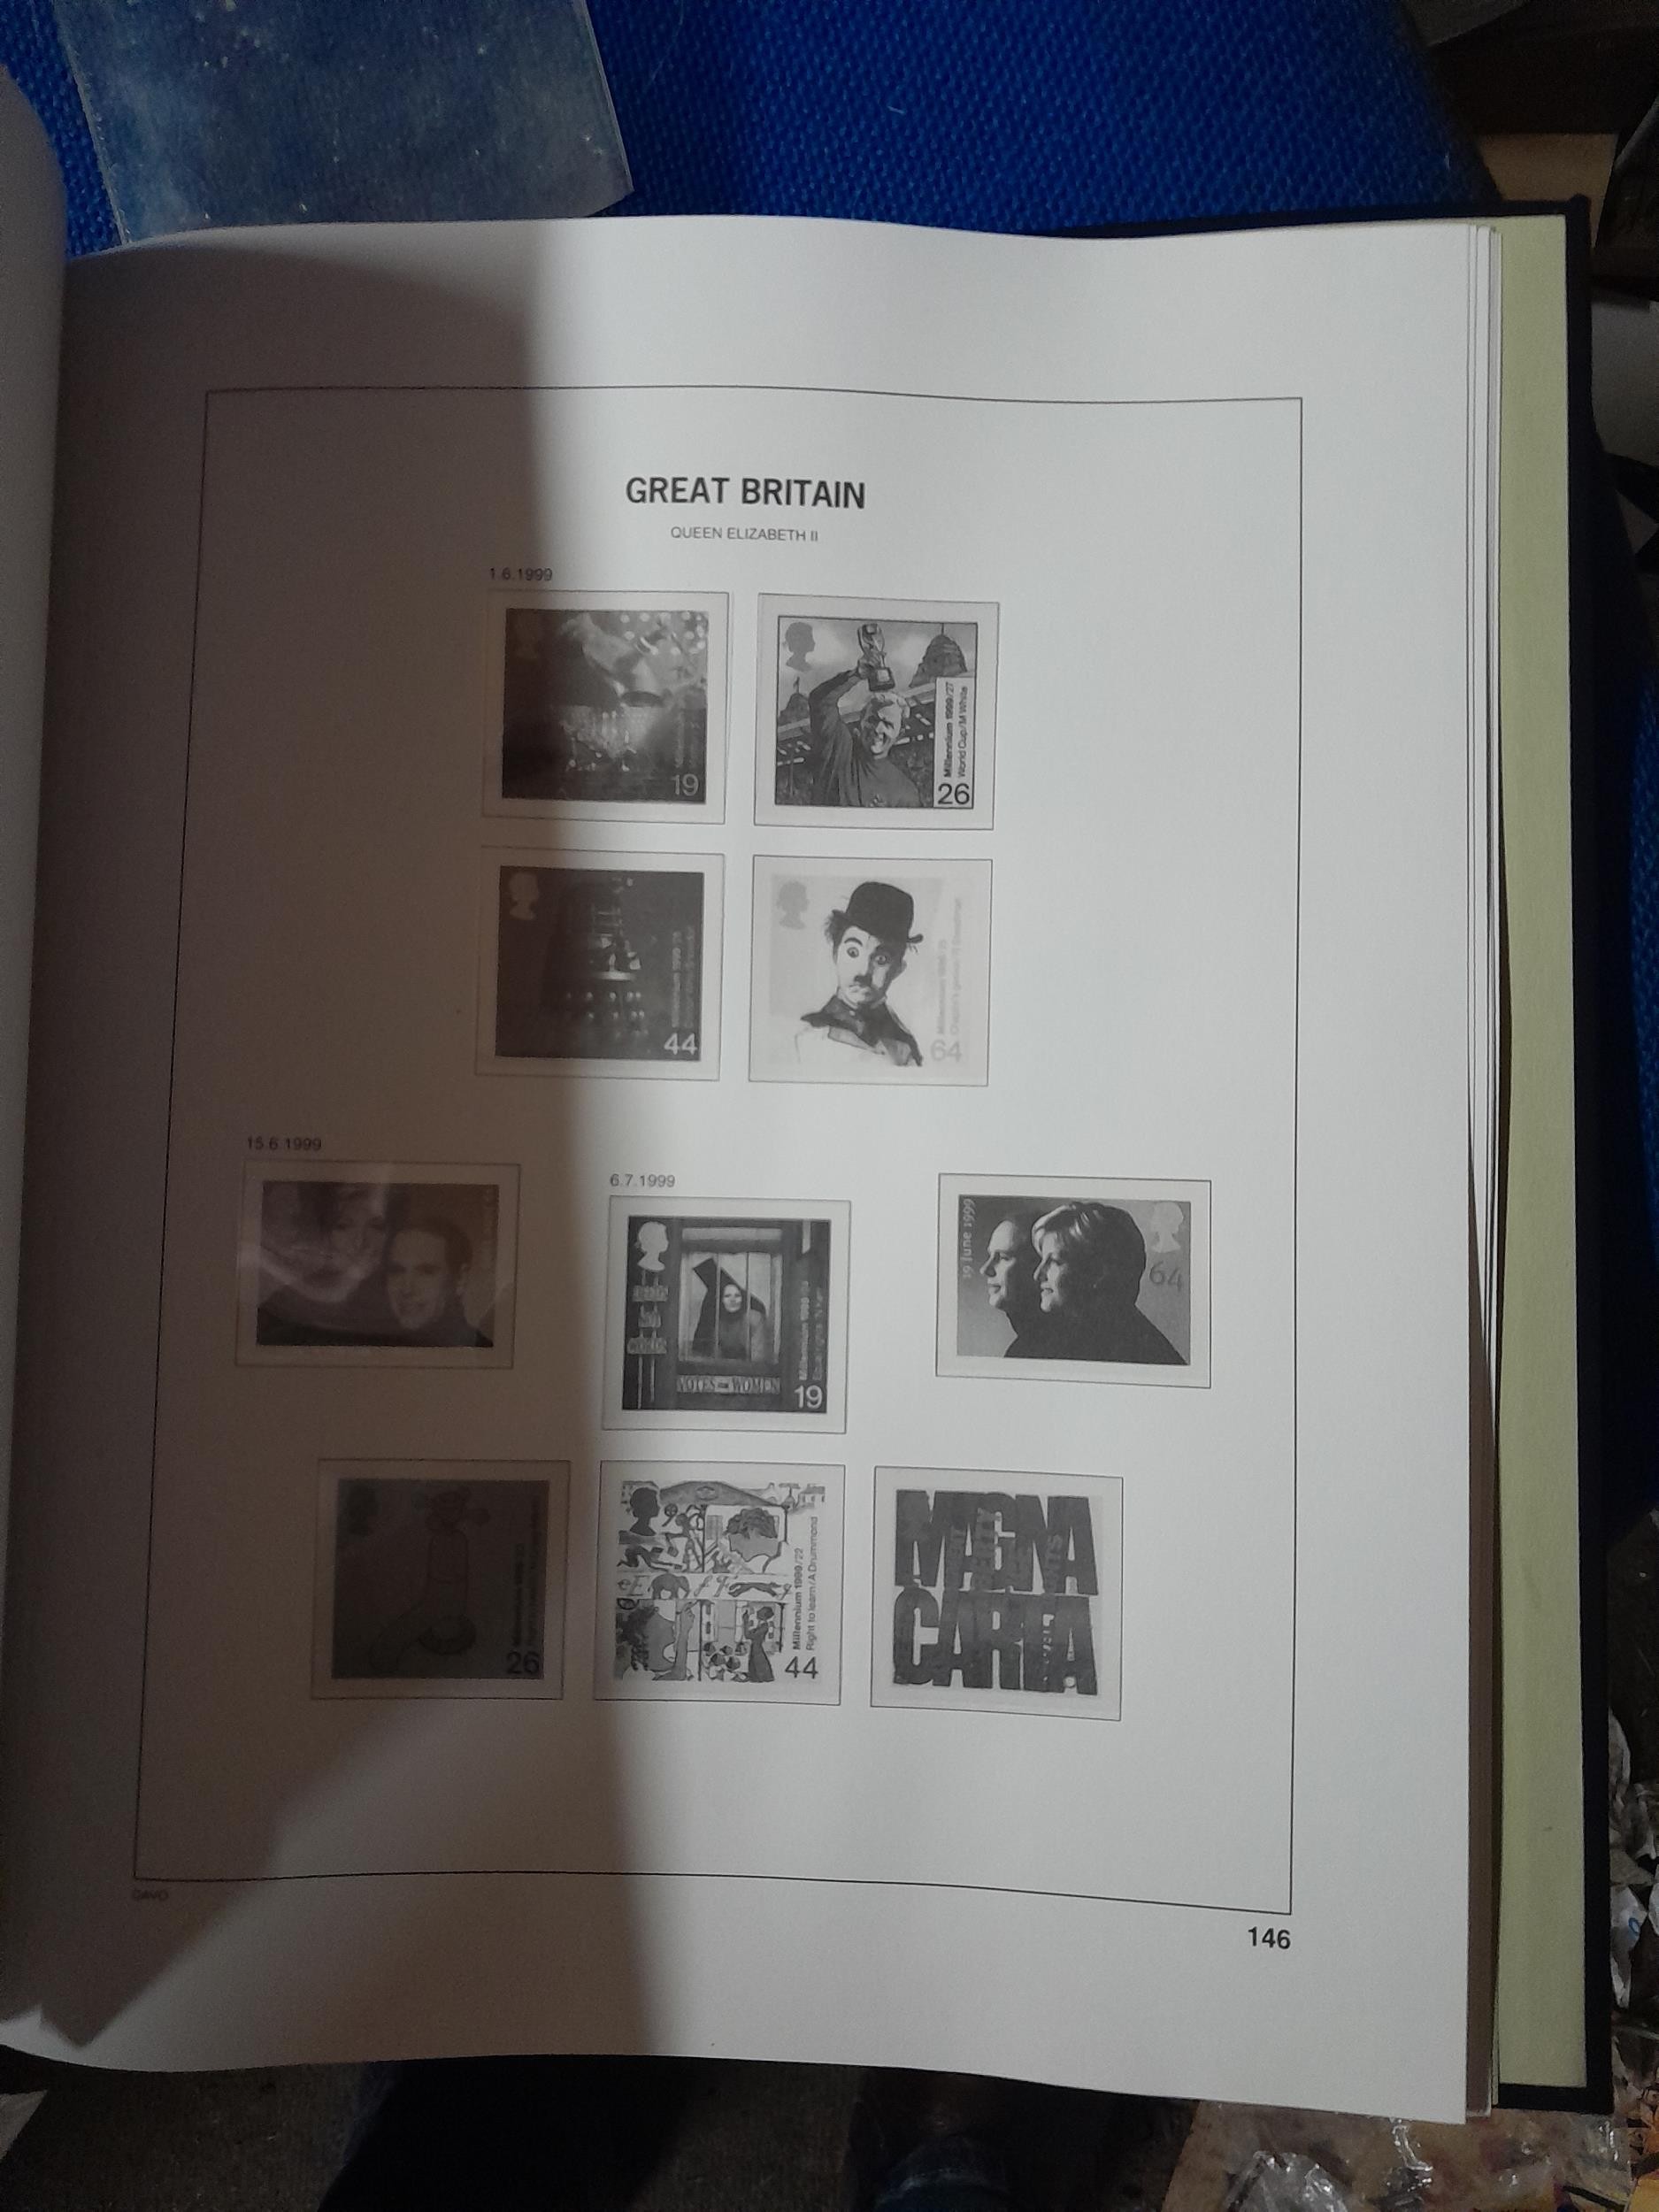 GREAT BRITAIN
QUEEN ELIZABETH II
1.6.1999
19
Millennium 1999/27
World Cup/M White
26
44
64
15.6.1999
6.7.1999
VOTES FOR WOMEN
19
19 June 1999
64
26
Millennium 1999/22
Right to learn/A Drummond
44
MAGNA
CARTA
DAVO
146